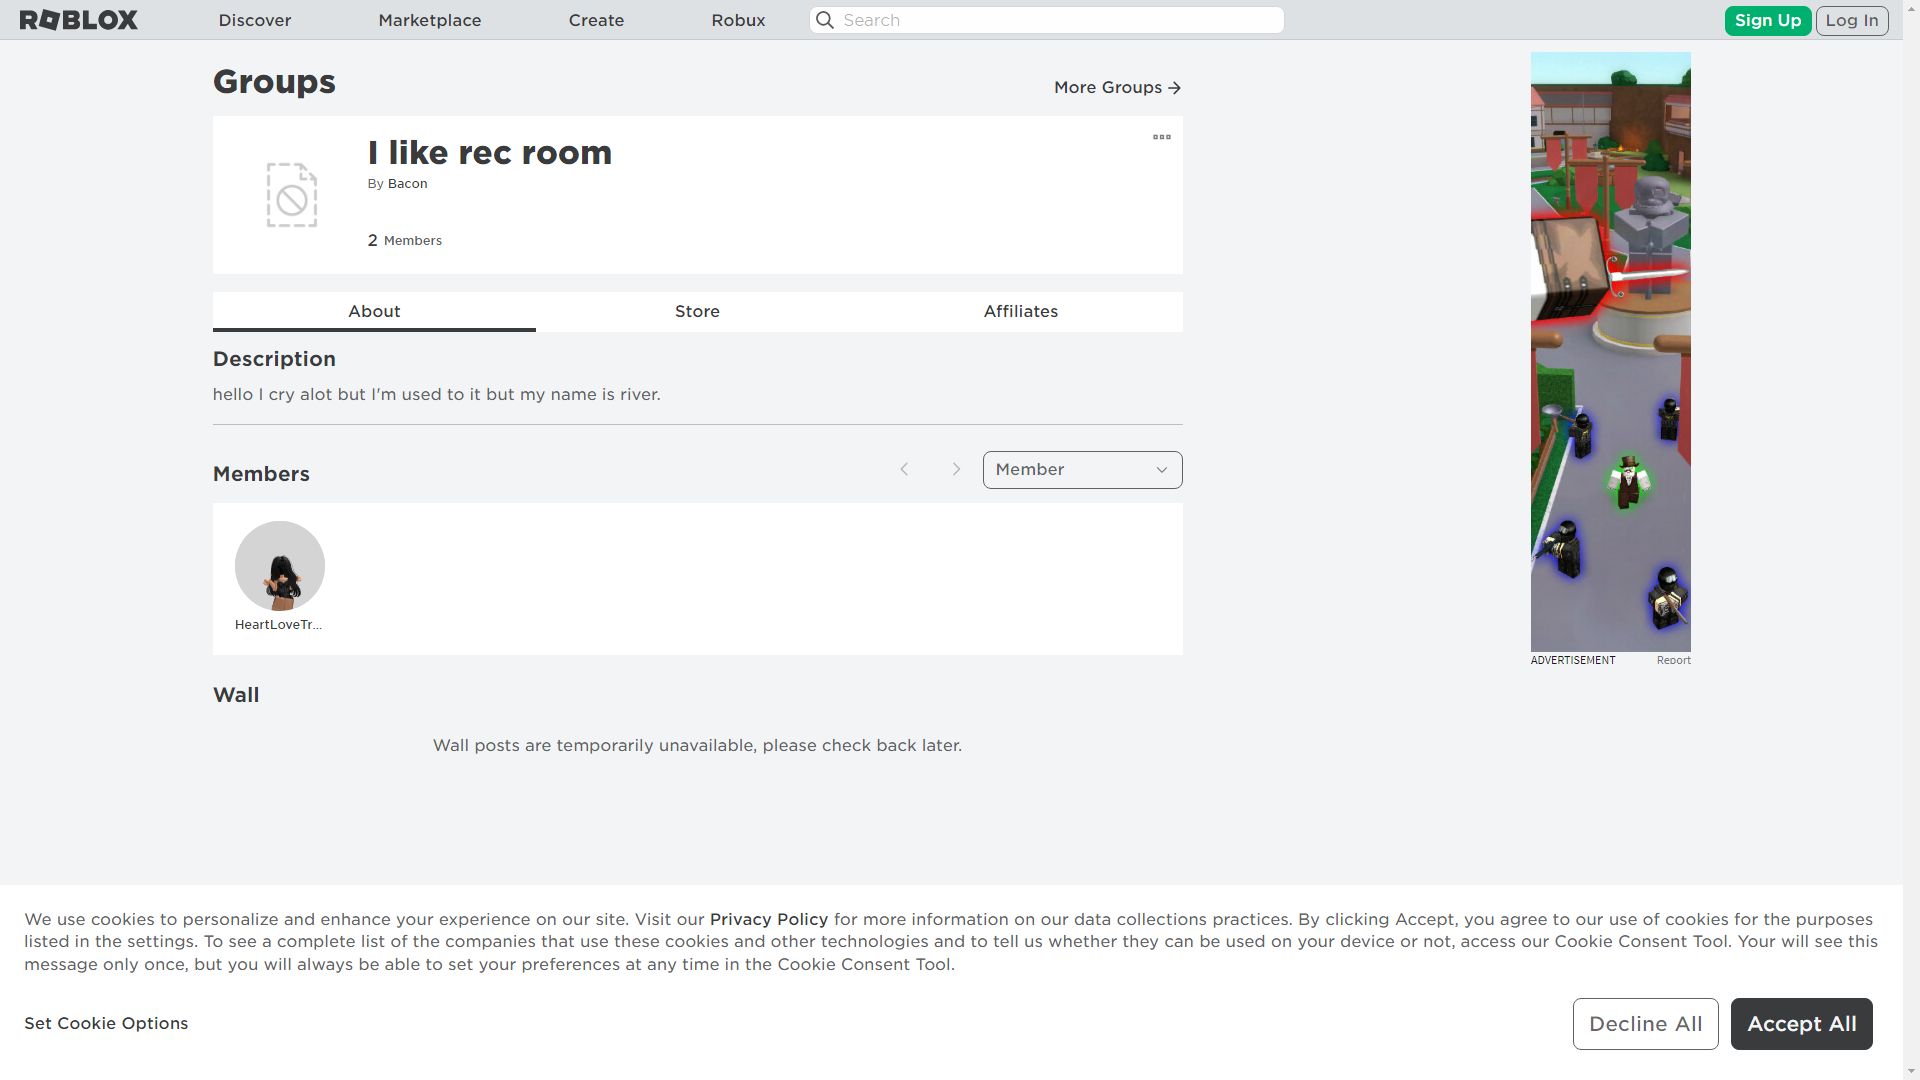 ROBLOX Discover Marketplace Create Robux Search Sign Up Log In
Groups
More Groups
I like rec room
By Bacon
2 Members
About Store Affiliates
Description
hello I cry alot but I'm used to it but my name is river.
Members
Member
HeartLoveTr...
ADVERTISEMENT Report
Wall
Wall posts are temporarily unavailable, please check back later.
We use cookies to personalize and enhance your experience on our site. Visit our Privacy Policy for more information on our data collections practices. By clicking Accept, you agree to our use of cookies for the purposes
listed in the settings. To see a complete list of the companies that use these cookies and other technologies and to tell us whether they can be used on your device or not, access our Cookie Consent Tool. Your will see this
message only once, but you will always be able to set your preferences at any time in the Cookie Consent Tool.
Set Cookie Options
Decline All
Accept All